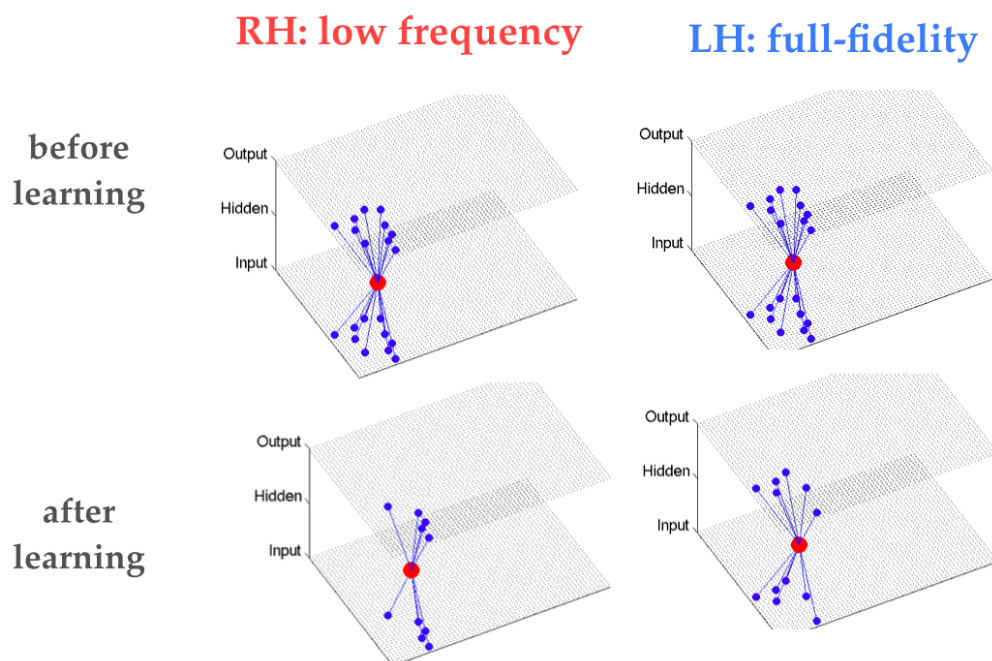 RH: low frequency
LH: full-fidelity
before
learning
Output
Hidden
Input
Output
Hidden
Input
after
learning
Output
Hidden
Input
Output
Hidden
Input